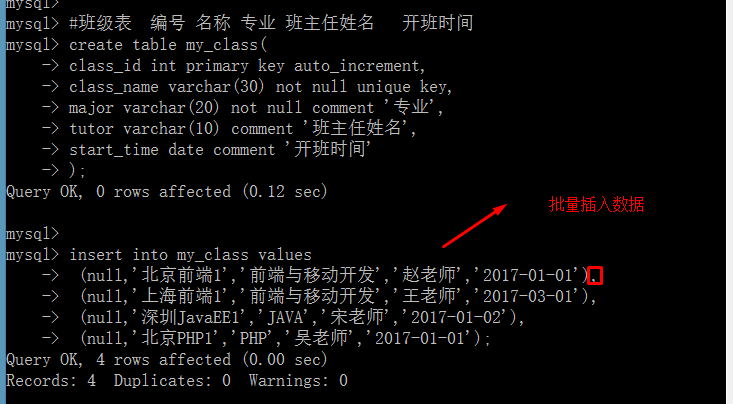 mysql>
mysql> #班级表  编号 名称 专业 班主任姓名   开班时间
mysql> create table my_class(
    -> class_id int primary key auto_increment,
    -> class_name varchar(30) not null unique key,
    -> major varchar(20) not null comment '专业',
    -> tutor varchar(10) comment '班主任姓名',
    -> start_time date comment '开班时间'
    -> );
Query OK, 0 rows affected (0.12 sec)
批量插入数据
mysql>
mysql> insert into my_class values
    ->  (null,'北京前端1','前端与移动开发','赵老师','2017-01-01'),
    ->  (null,'上海前端1','前端与移动开发','王老师','2017-03-01'),
    ->  (null,'深圳JavaEE1','JAVA','宋老师','2017-01-02'),
    ->  (null,'北京PHP1','PHP','吴老师','2017-01-01');
Query OK, 4 rows affected (0.00 sec)
Records: 4  Duplicates: 0  Warnings: 0